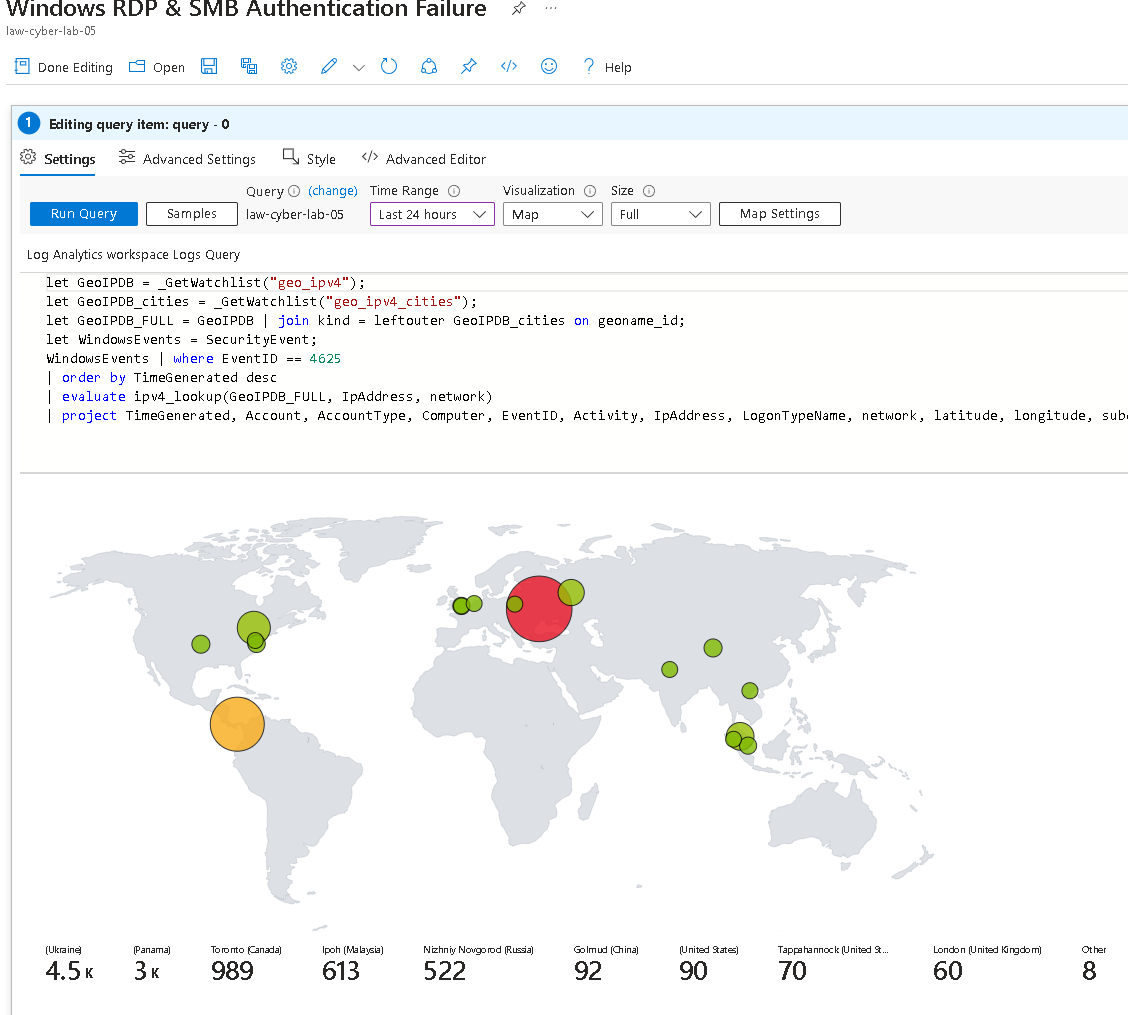 Windows RDP & SMB Authentication Failure
law-cyber-lab-05
Done Editing Open Help
1 Editing query item: query - 0
Settings Advanced Settings Style Advanced Editor
Query (change) Time Range Visualization Size
Run Query Samples law-cyber-lab-05 Last 24 hours Map Full Map Settings
Log Analytics workspace Logs Query
let GeoIPDB = _GetWatchlist("geo_ipv4");
let GeoIPDB_cities = _GetWatchlist("geo_ipv4_cities");
let GeoIPDB_FULL = GeoIPDB | join kind = leftouter GeoIPDB_cities on geoname_id;
let WindowsEvents = SecurityEvent;
WindowsEvents | where EventID == 4625
| order by TimeGenerated desc
| evaluate ipv4_lookup(GeoIPDB_FULL, IpAddress, network)
| project TimeGenerated, Account, AccountType, Computer, EventID, Activity, IpAddress, LogonTypeName, network, latitude, longitude,
(Ukraine) (Panama) Toronto (Canada) Ipoh (Malaysia) Nizhniy Novgorod (Russia) Golmud (China) (United States) Tappahannock (United St... London (United Kingdom) Other
4.5 K 3 K 989 613 522 92 90 70 60 8